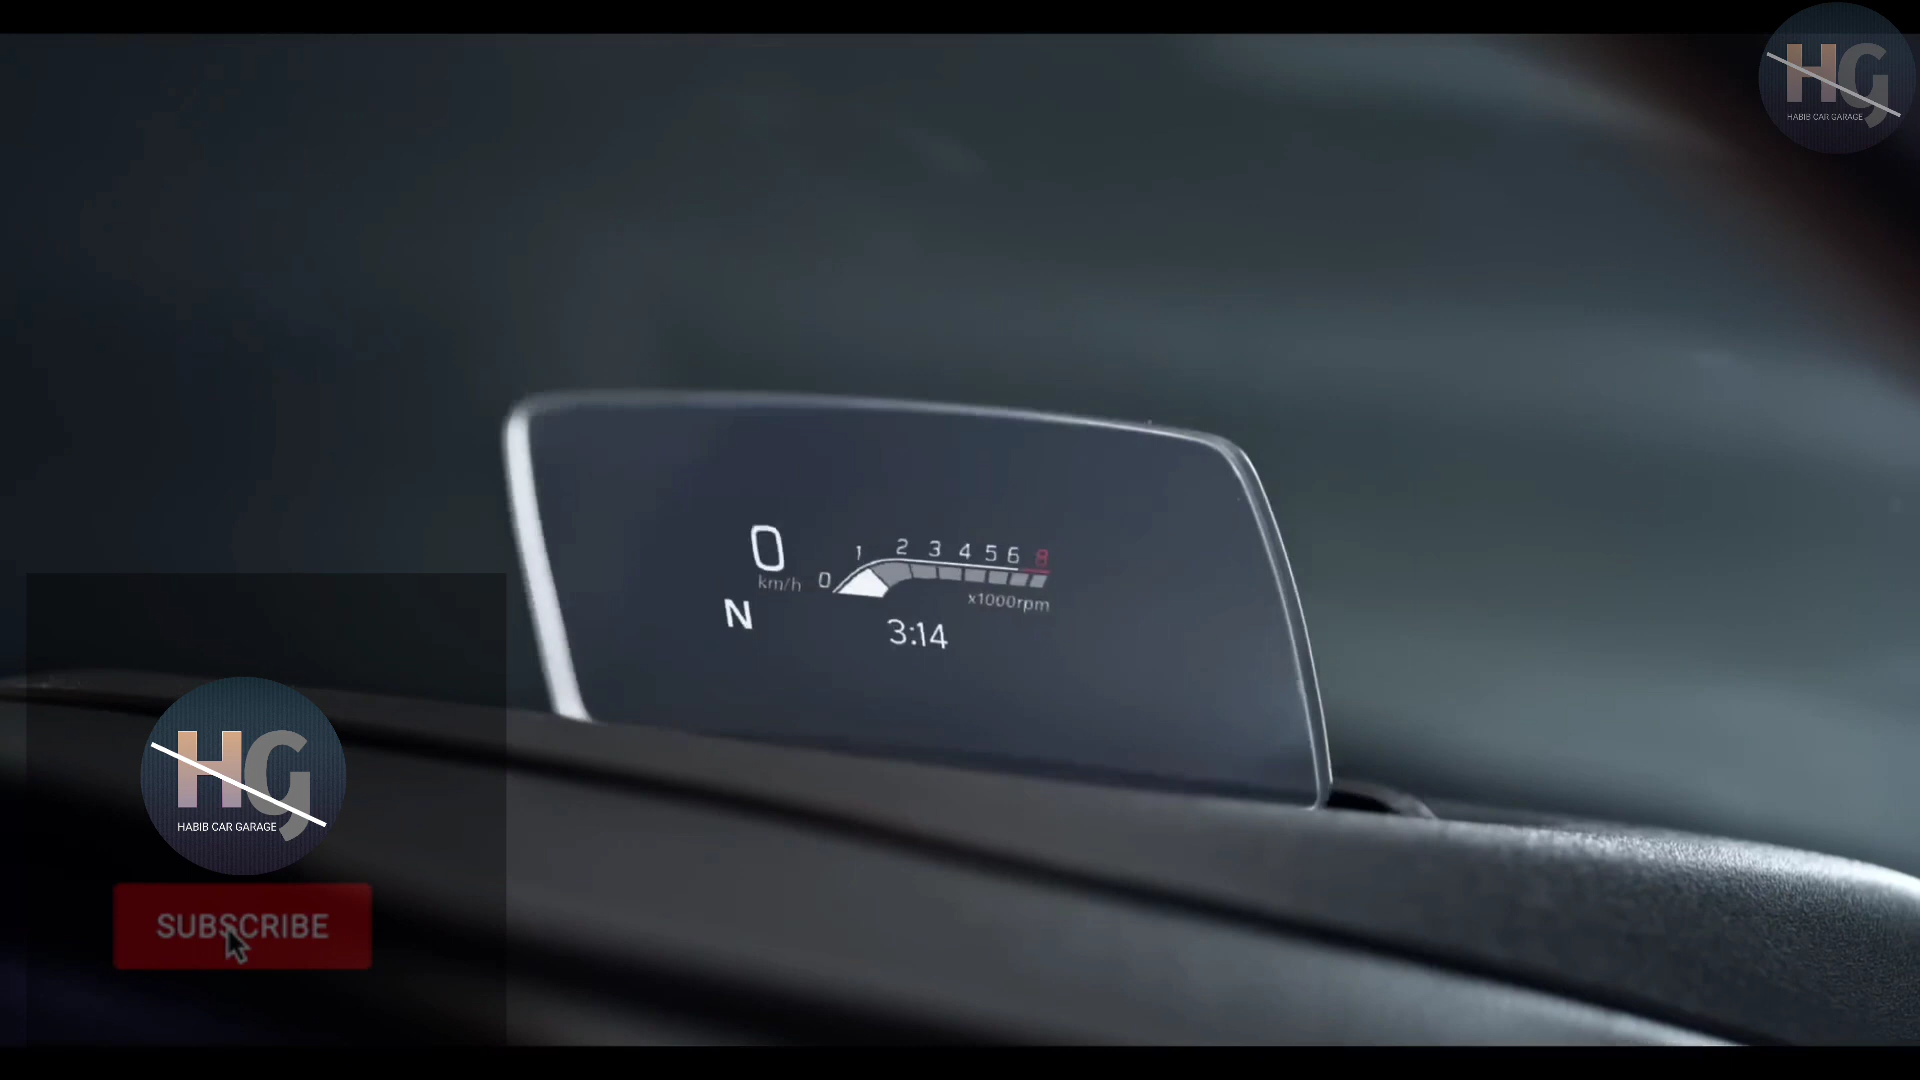 HG
HABIB CAR GARAGE
0
km/h
N
0 1 2 3 4 5 6 8
x1000rpm
3:14
HG
HABIB CAR GARAGE
SUBSCRIBE